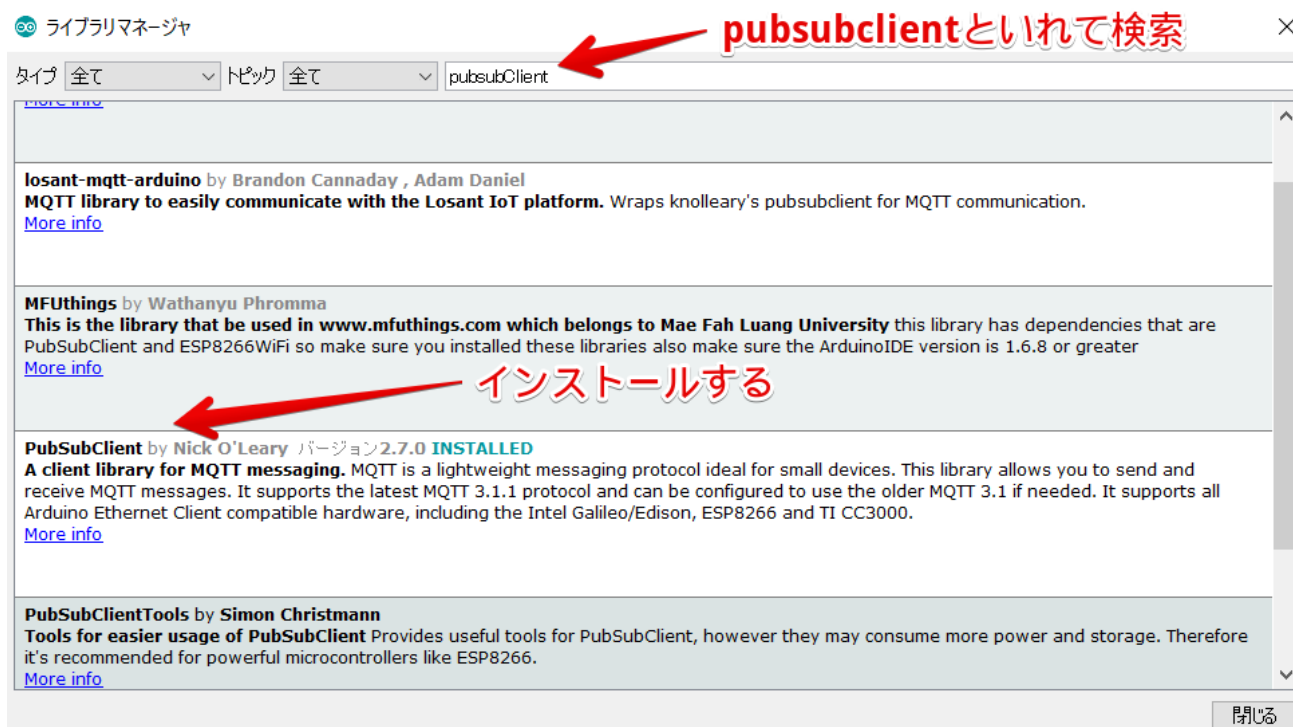 ライブラリマネージャ
pubsubclientといれて検索
タイプ 全て トピック 全て pubsubClient
More info
losant-mqtt-arduino by Brandon Cannaday , Adam Daniel
MQTT library to easily communicate with the Losant IoT platform. Wraps knolleary's pubsubclient for MQTT communication.
More info
MFUthings by Wathanyu Phromma
This is the library that be used in www.mfuthings.com which belongs to Mae Fah Luang University this library has dependencies that are
PubSubClient and ESP8266WiFi so make sure you installed these libraries also make sure the ArduinoIDE version is 1.6.8 or greater
More info
インストールする
PubSubClient by Nick O'Leary バージョン2.7.0 INSTALLED
A client library for MQTT messaging. MQTT is a lightweight messaging protocol ideal for small devices. This library allows you to send and
receive MQTT messages. It supports the latest MQTT 3.1.1 protocol and can be configured to use the older MQTT 3.1 if needed. It supports all
Arduino Ethernet Client compatible hardware, including the Intel Galileo/Edison, ESP8266 and TI CC3000.
More info
PubSubClientTools by Simon Christmann
Tools for easier usage of PubSubClient Provides useful tools for PubSubClient, however they may consume more power and storage. Therefore
it's recommended for powerful microcontrollers like ESP8266.
More info
閉じる